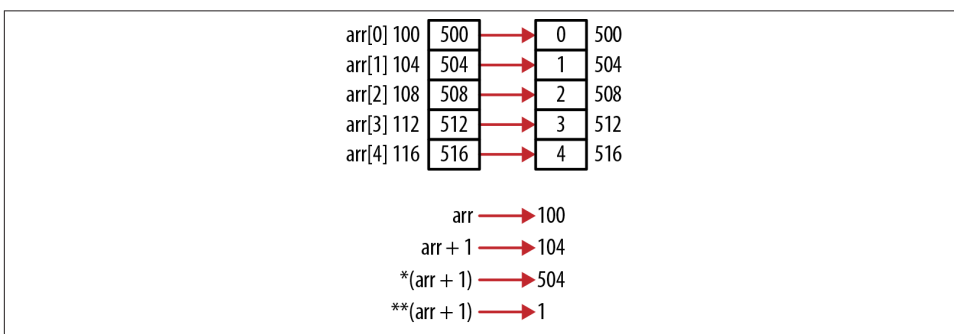 arr[0] 100 500 0 500
arr[1] 104 504 1 504
arr[2] 108 508 2 508
arr[3] 112 512 3 512
arr[4] 116 516 4 516
arr 100
arr + 1 104
*(arr + 1) 504
**(arr + 1) 1